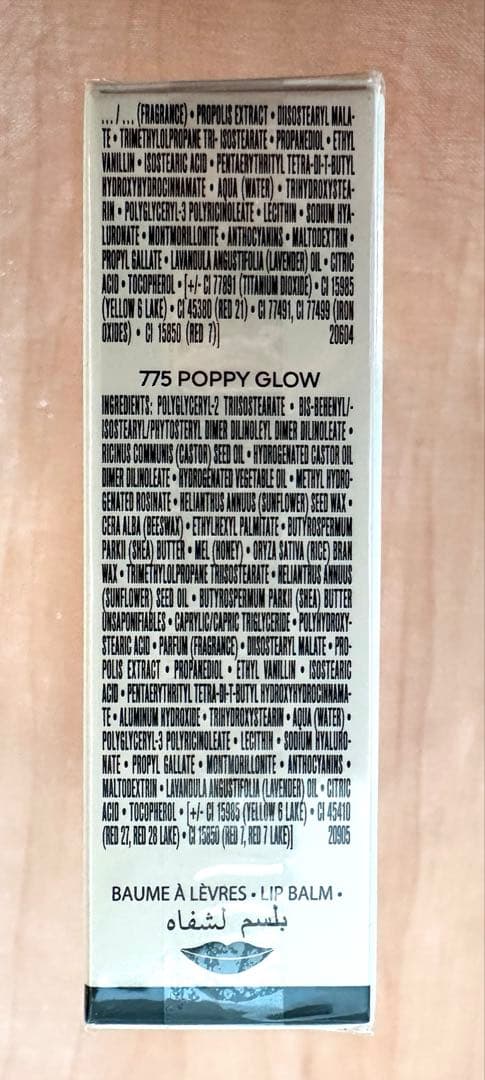 ... / ... (FRAGRANCE) • PROPOLIS EXTRACT • DIISOSTEARYL MALA-
TE • TRIMETHYLOLPROPANE TRI- ISOSTEARATE • PROPANEDIOL • ETHYL
VANILLIN • ISOSTEARIC ACID • PENTAERYTHRITYL TETRA-DI-T-BUTYL
HYDROXYHYDROCINNAMATE • AQUA (WATER) • TRIHYDROXYSTEA-
RIN • POLYGLYCERYL-3 POLYRICINOLEATE • LECITHIN • SODIUM HYA-
LURONATE • MONTMORILLONITE • ANTHOCYANINS • MALTODEXTRIN •
PROPYL GALLATE • LAVANDULA ANGUSTIFOLIA (LAVENDER) OIL • CITRIC
ACID • TOCOPHEROL • [+/- CI 77891 (TITANIUM DIOXIDE) • CI 15985
(YELLOW 6 LAKE) • CI 45380 (RED 21) • CI 77491, CI 77499 (IRON
OXIDES) • CI 15850 (RED 7)] 20604
775 POPPY GLOW
INGREDIENTS: POLYGLYCERYL-2 TRIISOSTEARATE • BIS-BEHENYL/-
ISOSTEARYL/PHYTOSTERYL DIMER DILINOLEYL DIMER DILINOLEATE •
RICINUS COMMUNIS (CASTOR) SEED OIL • HYDROGENATED CASTOR OIL
DIMER DILINOLEATE • HYDROGENATED VEGETABLE OIL • METHYL HYDRO-
GENATED ROSINATE • HELIANTHUS ANNUUS (SUNFLOWER) SEED WAX •
CERA ALBA (BEESWAX) • ETHYLHEXYL PALMITATE • BUTYROSPERMUM
PARKII (SHEA) BUTTER • MEL (HONEY) • ORYZA SATIVA (RICE) BRAN
WAX • TRIMETHYLOLPROPANE TRIISOSTEARATE • HELIANTHUS ANNUUS
(SUNFLOWER) SEED OIL • BUTYROSPERMUM PARKII (SHEA) BUTTER
UNSAPONIFIABLES • CAPRYLIC/CAPRIC TRIGLYCERIDE • POLYHYDROXY-
STEARIC ACID • PARFUM (FRAGRANCE) • DIISOSTEARYL MALATE • PRO-
POLIS EXTRACT • PROPANEDIOL • ETHYL VANILLIN • ISOSTEARIC
ACID • PENTAERYTHRITYL TETRA-DI-T-BUTYL HYDROXYHYDROCINNAMA-
TE • ALUMINUM HYDROXIDE • TRIHYDROXYSTEARIN • AQUA (WATER) •
POLYGLYCERYL-3 POLYRICINOLEATE • LECITHIN • SODIUM HYALURO-
NATE • PROPYL GALLATE • MONTMORILLONITE • ANTHOCYANINS •
MALTODEXTRIN • LAVANDULA ANGUSTIFOLIA (LAVENDER) OIL • CITRIC
ACID • TOCOPHEROL • [+/- CI 15985 (YELLOW 6 LAKE) • CI 45410
(RED 27, RED 28 LAKE) • CI 15850 (RED 7, RED 7 LAKE)] 20905
BAUME À LÈVRES • LIP BALM •
بلسم لشفاه